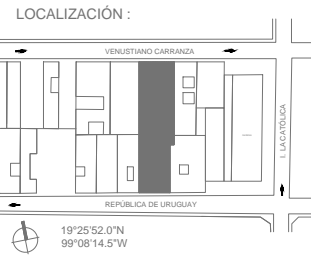 LOCALIZACIÓN :
VENUSTIANO CARRANZA
I. LA CATÓLICA
REPÚBLICA DE URUGUAY
19°25'52.0"N
99°08'14.5"W